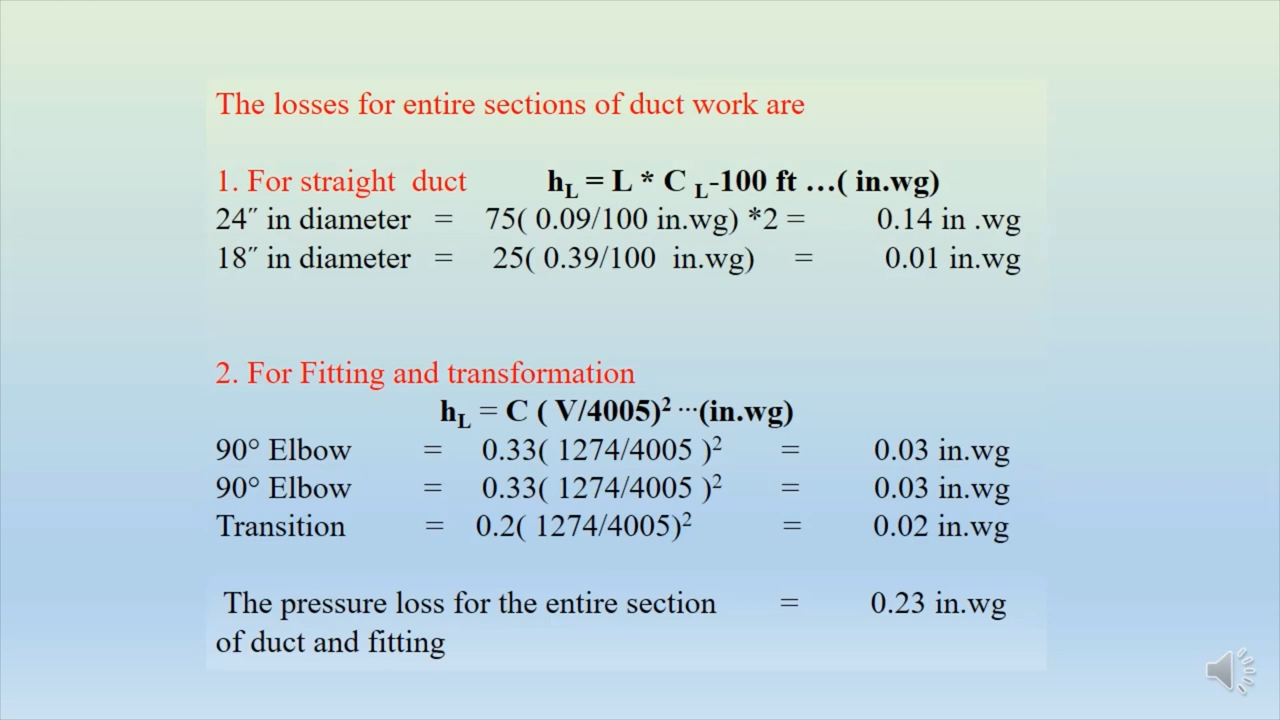 The losses for entire sections of duct work are
1. For straight duct hL = L * C L-100 ft …( in.wg)
24˝ in diameter = 75( 0.09/100 in.wg) *2 = 0.14 in .wg
18˝ in diameter = 25( 0.39/100 in.wg) = 0.01 in.wg
2. For Fitting and transformation
hL = C ( V/4005)² …(in.wg)
90° Elbow = 0.33( 1274/4005 )² = 0.03 in.wg
90° Elbow = 0.33( 1274/4005 )² = 0.03 in.wg
Transition = 0.2( 1274/4005)² = 0.02 in.wg
The pressure loss for the entire section = 0.23 in.wg
of duct and fitting